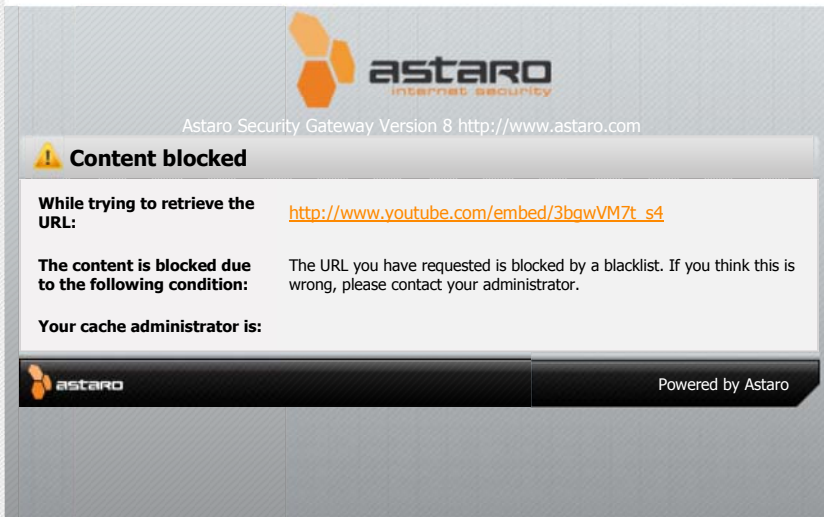 astaro
internet security
Astaro Security Gateway Version 8 http://www.astaro.com
Content blocked
While trying to retrieve the
URL:
http://www.youtube.com/embed/3bgwVM7t_s4
The content is blocked due
to the following condition:
The URL you have requested is blocked by a blacklist. If you think this is
wrong, please contact your administrator.
Your cache administrator is:
astaro
Powered by Astaro